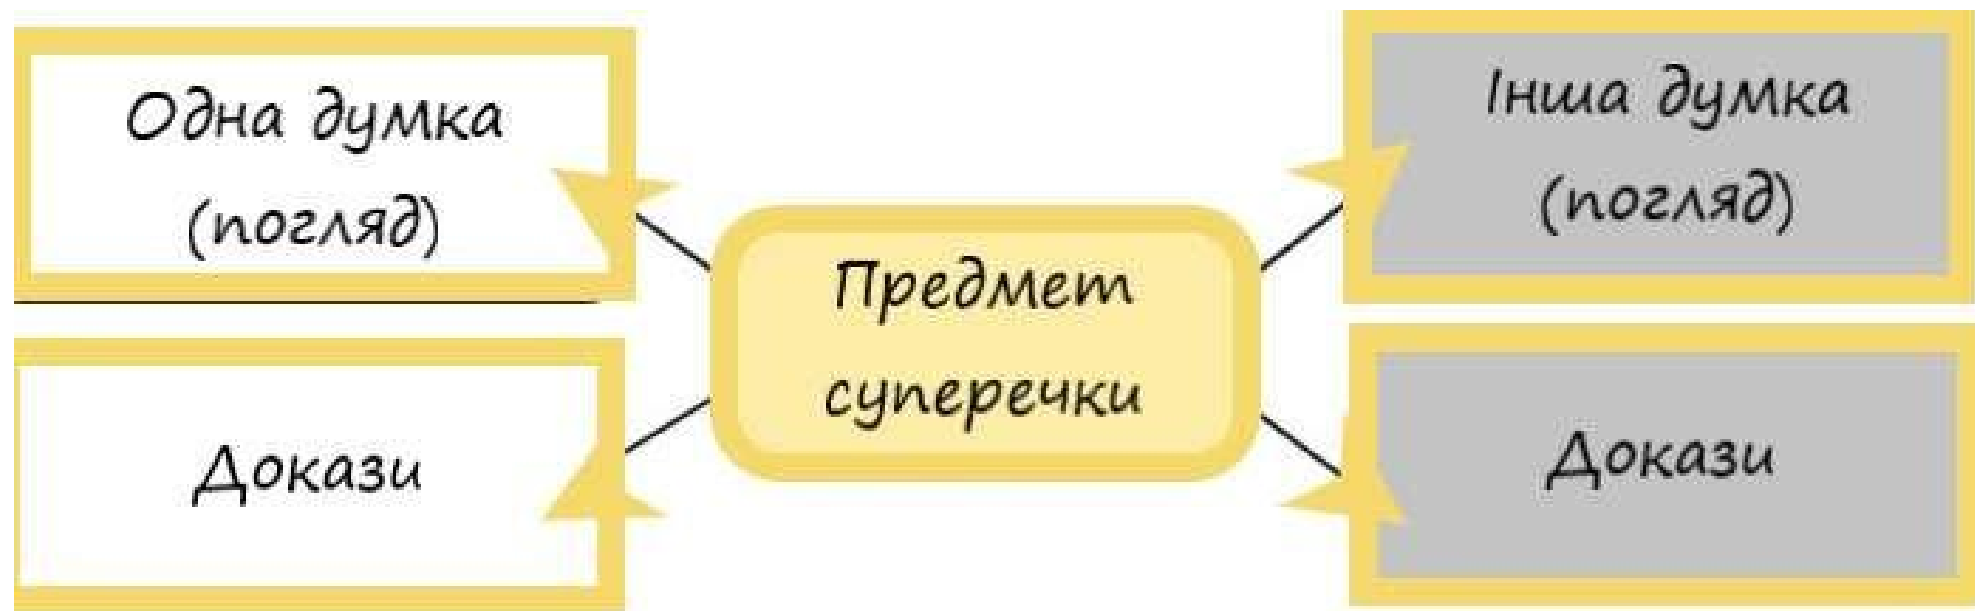 Одна думка
(погляд)
Інша думка
(погляд)
Предмет
суперечки
Докази
Докази